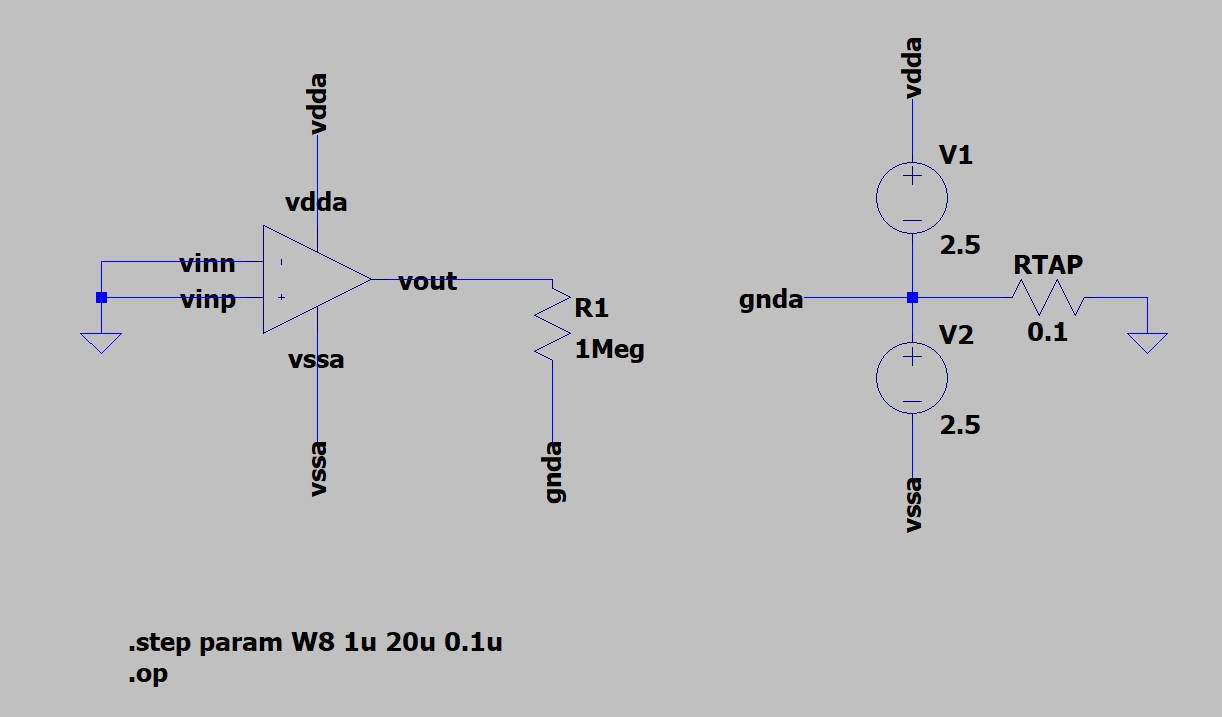 vdda
vdda
vinn
vinp
vout
vssa
vssa
R1
1Meg
gnda
vdda
V1
2.5
gnda
RTAP
0.1
V2
2.5
vssa
.step param W8 1u 20u 0.1u
.op